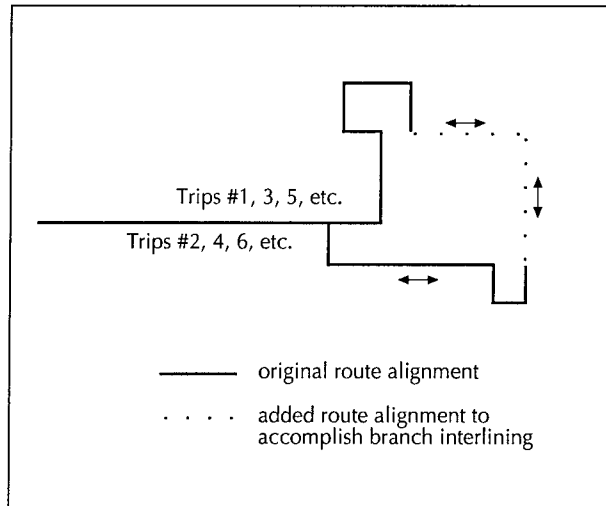 Trips #1, 3, 5, etc.
Trips #2, 4, 6, etc.
original route alignment
added route alignment to
accomplish branch interlining